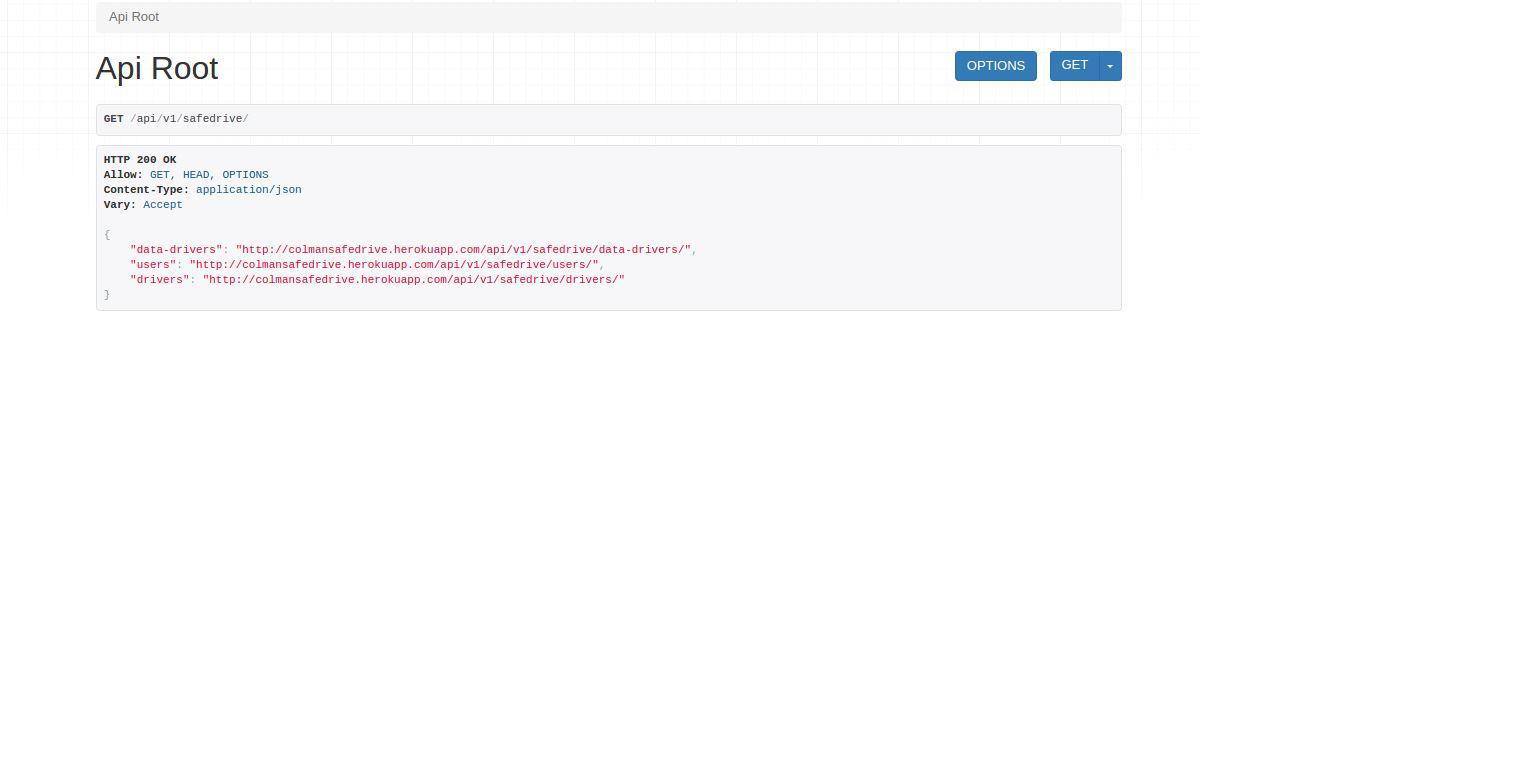 Api Root
Api Root
OPTIONS
GET
GET /api/v1/safedrive/
HTTP 200 OK
Allow: GET, HEAD, OPTIONS
Content-Type: application/json
Vary: Accept
{
    "data-drivers": "http://colmansafedrive.herokuapp.com/api/v1/safedrive/data-drivers/",
    "users": "http://colmansafedrive.herokuapp.com/api/v1/safedrive/users/",
    "drivers": "http://colmansafedrive.herokuapp.com/api/v1/safedrive/drivers/"
}